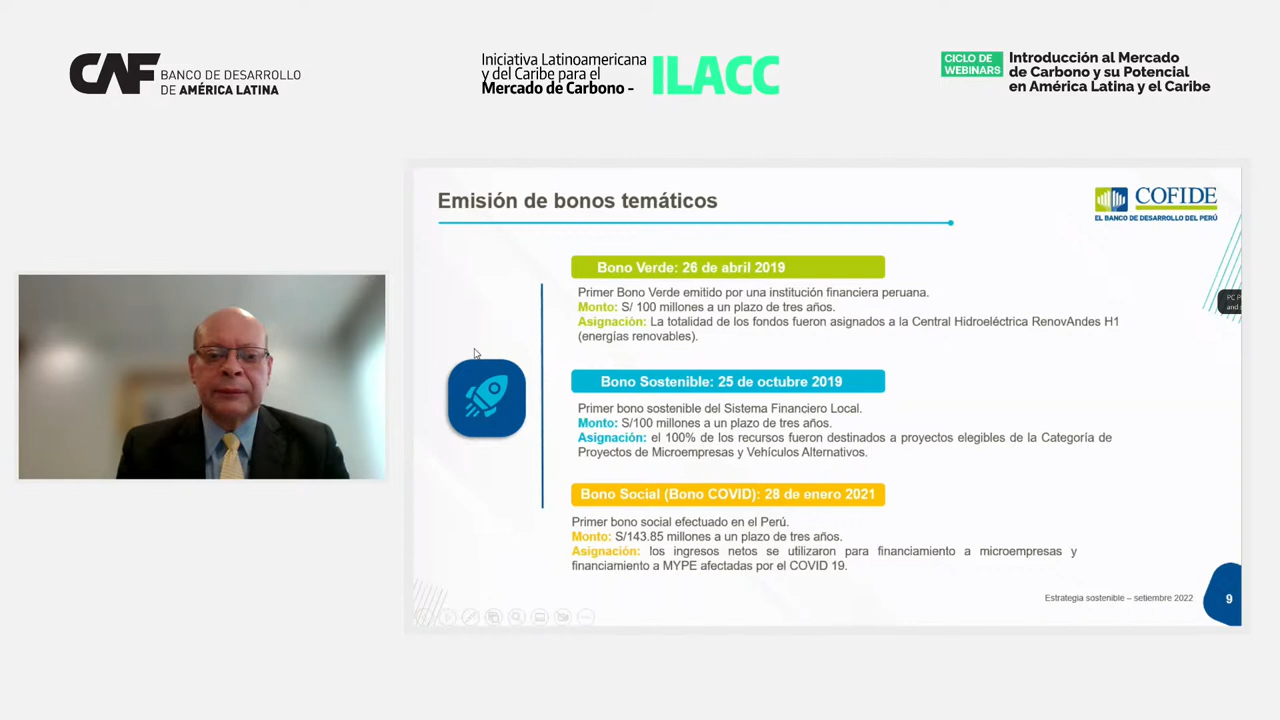 CAF BANCO DE DESARROLLO
DE AMÉRICA LATINA
Iniciativa Latinoamericana
y del Caribe para el
Mercado de Carbono -
ILACC
CICLO DE
WEBINARS
Introducción al Mercado
de Carbono y su Potencial
en América Latina y el Caribe
Emisión de bonos temáticos
COFIDE
EL BANCO DE DESARROLLO DEL PERÚ
Bono Verde: 26 de abril 2019
Primer Bono Verde emitido por una institución financiera peruana.
Monto: S/ 100 millones a un plazo de tres años.
Asignación: La totalidad de los fondos fueron asignados a la Central Hidroeléctrica RenovAndes H1
(energías renovables).
Bono Sostenible: 25 de octubre 2019
Primer bono sostenible del Sistema Financiero Local.
Monto: S/100 millones a un plazo de tres años.
Asignación: el 100% de los recursos fueron destinados a proyectos elegibles de la Categoría de
Proyectos de Microempresas y Vehículos Alternativos.
Bono Social (Bono COVID): 28 de enero 2021
Primer bono social efectuado en el Perú.
Monto: S/143.85 millones a un plazo de tres años.
Asignación: los ingresos netos se utilizaron para financiamiento a microempresas y
financiamiento a MYPE afectadas por el COVID 19.
Estrategia sostenible – setiembre 2022
9